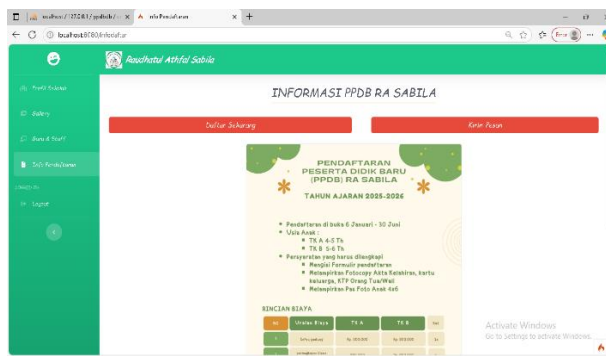 Info Pendaftaran
localhost:8080/infodaftar
Raudhatul Athfal Sabila
Profil Sekolah
Gallery
Guru & Staff
Info Pendaftaran
Logout
INFORMASI PPDB RA SABILA
Daftar Sekarang
Kirim Pesan
PENDAFTARAN
PESERTA DIDIK BARU
(PPDB) RA SABILA
TAHUN AJARAN 2025-2026
Pendaftaran di buka 6 Januari - 30 Juni
Usia Anak :
TK A 4-5 Th
TK B 5-6 Th
Persyaratan yang harus dilengkapi
Mengisi Formulir pendaftaran
Melampirkan Fotocopy Akta Kelahiran, kartu
keluarga, KTP Orang Tua/Wali
Melampirkan Pas Foto Anak 4x6
RINCIAN BIAYA
No Uraian Biaya TK A TK B Ket
Activate Windows
Go to Settings to activate Windows.